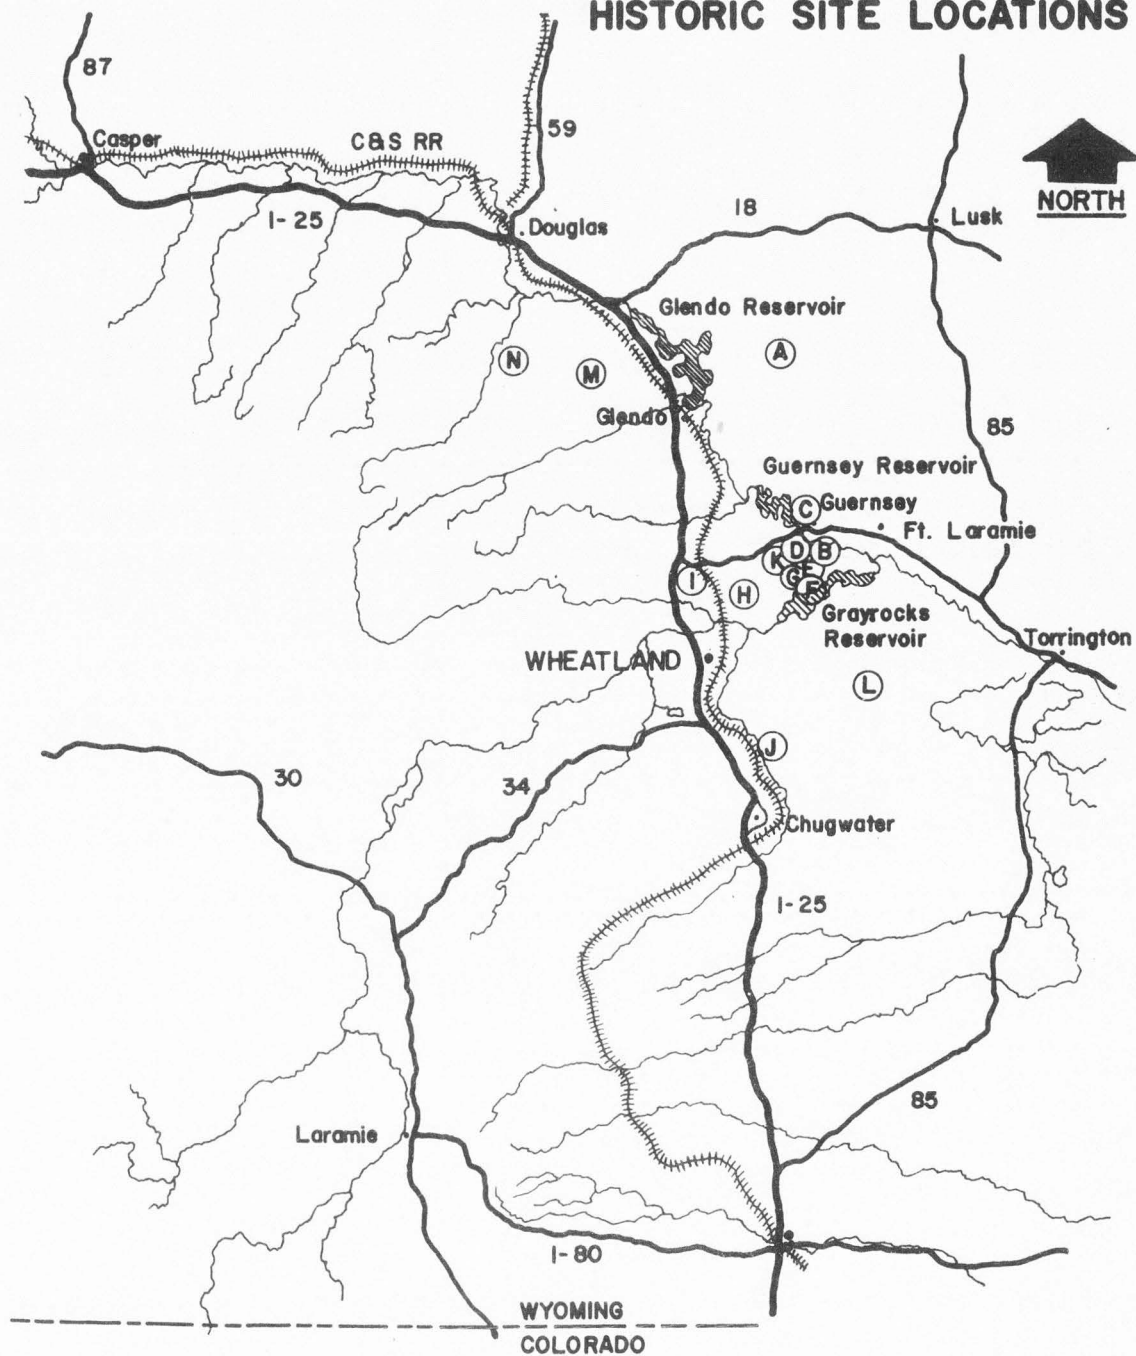 HISTORIC SITE LOCATIONS
87
Casper
C&S RR
59
NORTH
18
Lusk
I-25
Douglas
Glendo Reservoir
A
N
M
Glendo
85
Guernsey Reservoir
C
Guernsey
Ft. Laramie
D
B
K
E
G
F
I
H
Grayrocks
Reservoir
Torrington
WHEATLAND
L
J
30
34
Chugwater
I-25
85
Laramie
I-80
WYOMING
COLORADO